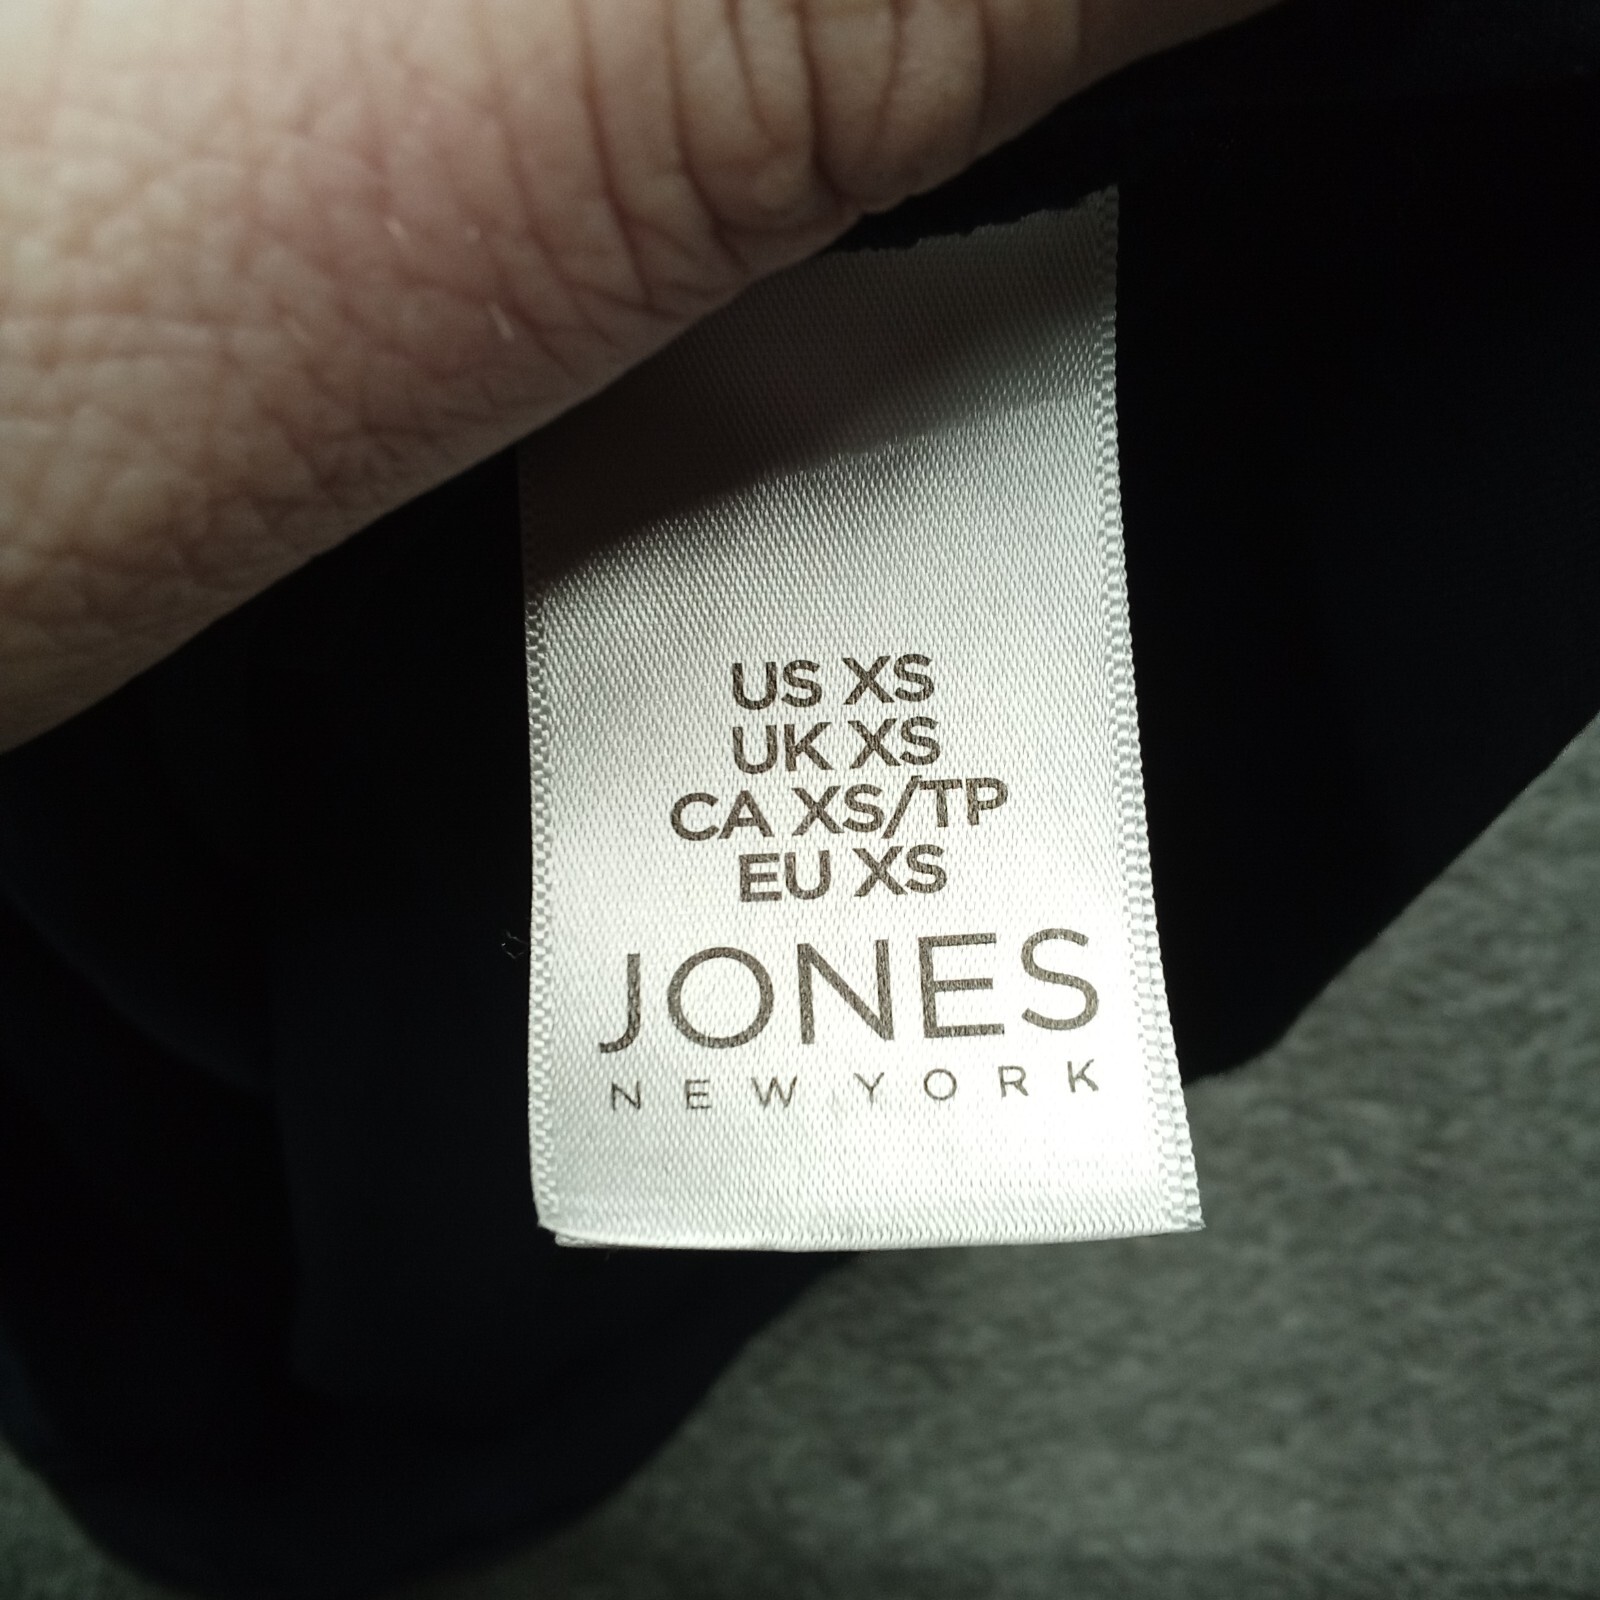 US XS
UK XS
CA XS/TP
EU XS
JONES
NEW YORK